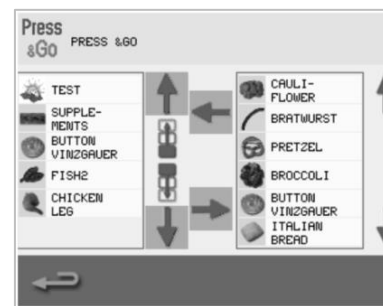 Press
&Go PRESS &GO
TEST
SUPPLE-
MENTS
BUTTON
VINZGAUER
FISH2
CHICKEN
LEG
CAULI-
FLOWER
BRATWURST
PRETZEL
BROCCOLI
BUTTON
VINZGAUER
ITALIAN
BREAD